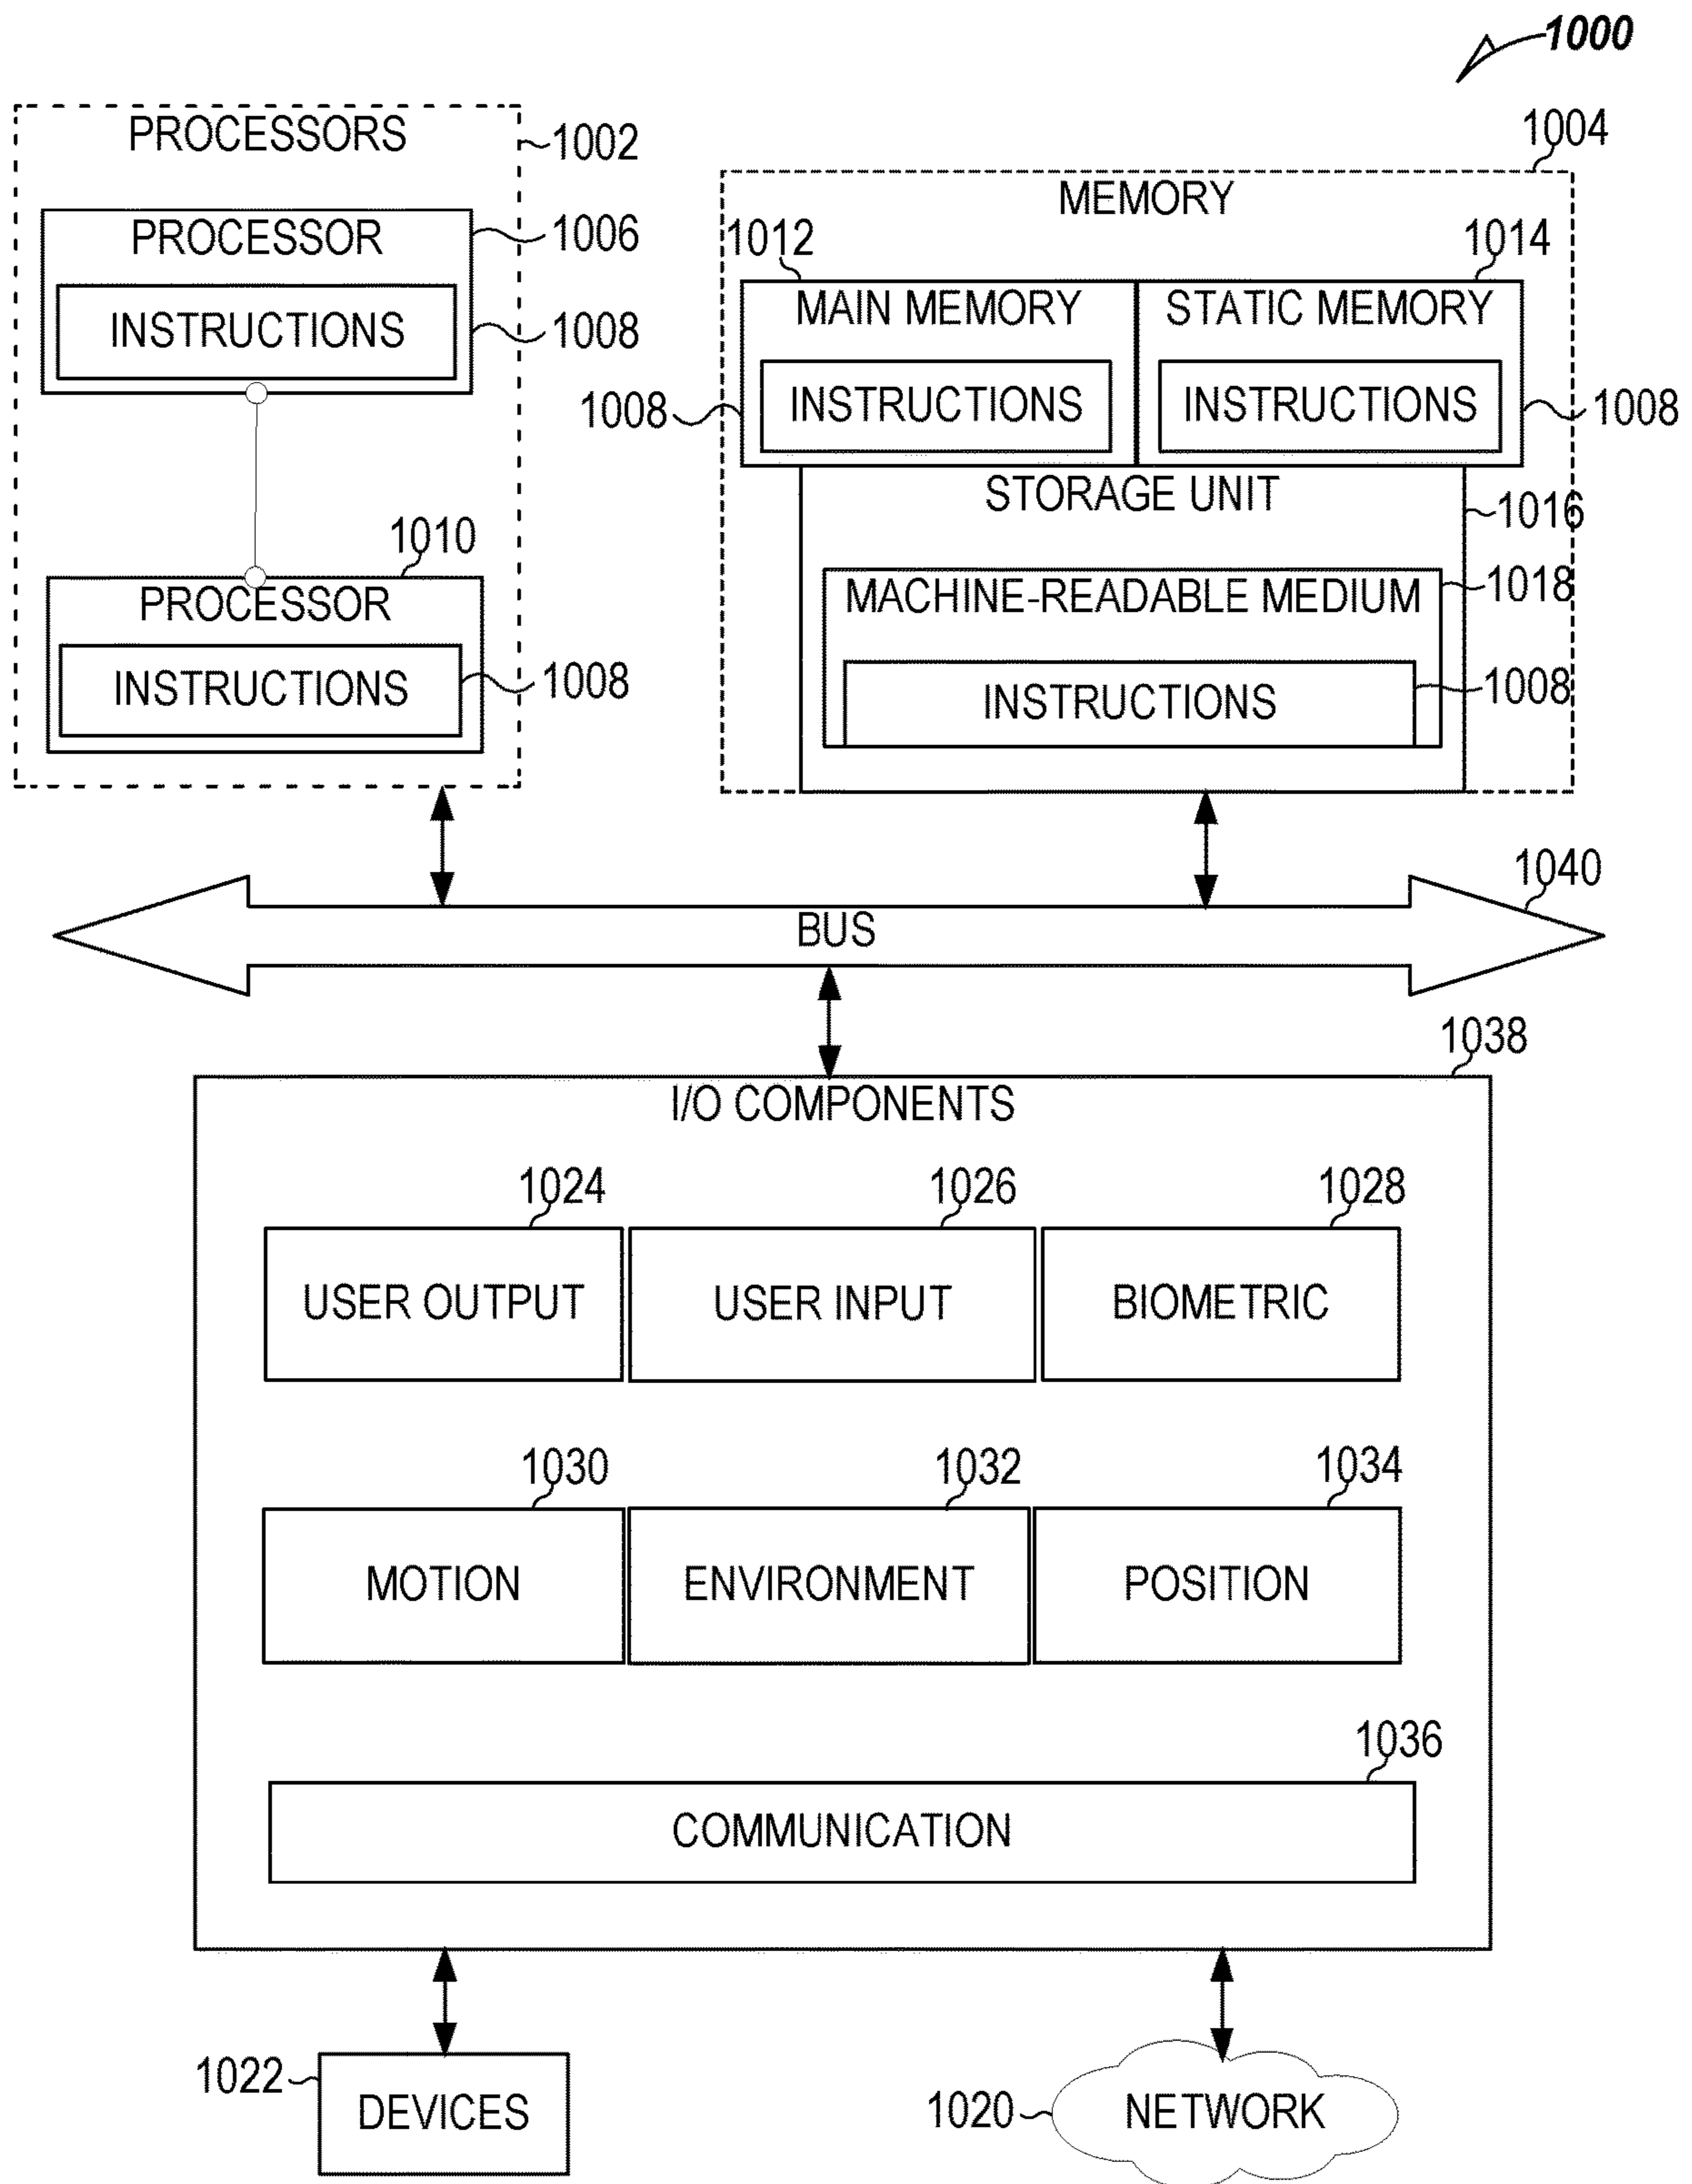 1000
PROCESSORS
1002
PROCESSOR
1006
INSTRUCTIONS
1008
1010
PROCESSOR
INSTRUCTIONS
1008
1004
MEMORY
1012
1014
MAIN MEMORY
STATIC MEMORY
1008
INSTRUCTIONS
INSTRUCTIONS
1008
STORAGE UNIT
1016
MACHINE-READABLE MEDIUM
1018
INSTRUCTIONS
1008
1040
BUS
1038
I/O COMPONENTS
1024
1026
1028
USER OUTPUT
USER INPUT
BIOMETRIC
1030
1032
1034
MOTION
ENVIRONMENT
POSITION
1036
COMMUNICATION
1022
DEVICES
1020
NETWORK